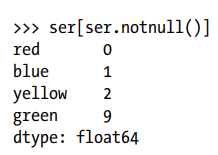 >>> ser[ser.notnull()]
red       0
blue      1
yellow    2
green     9
dtype: float64